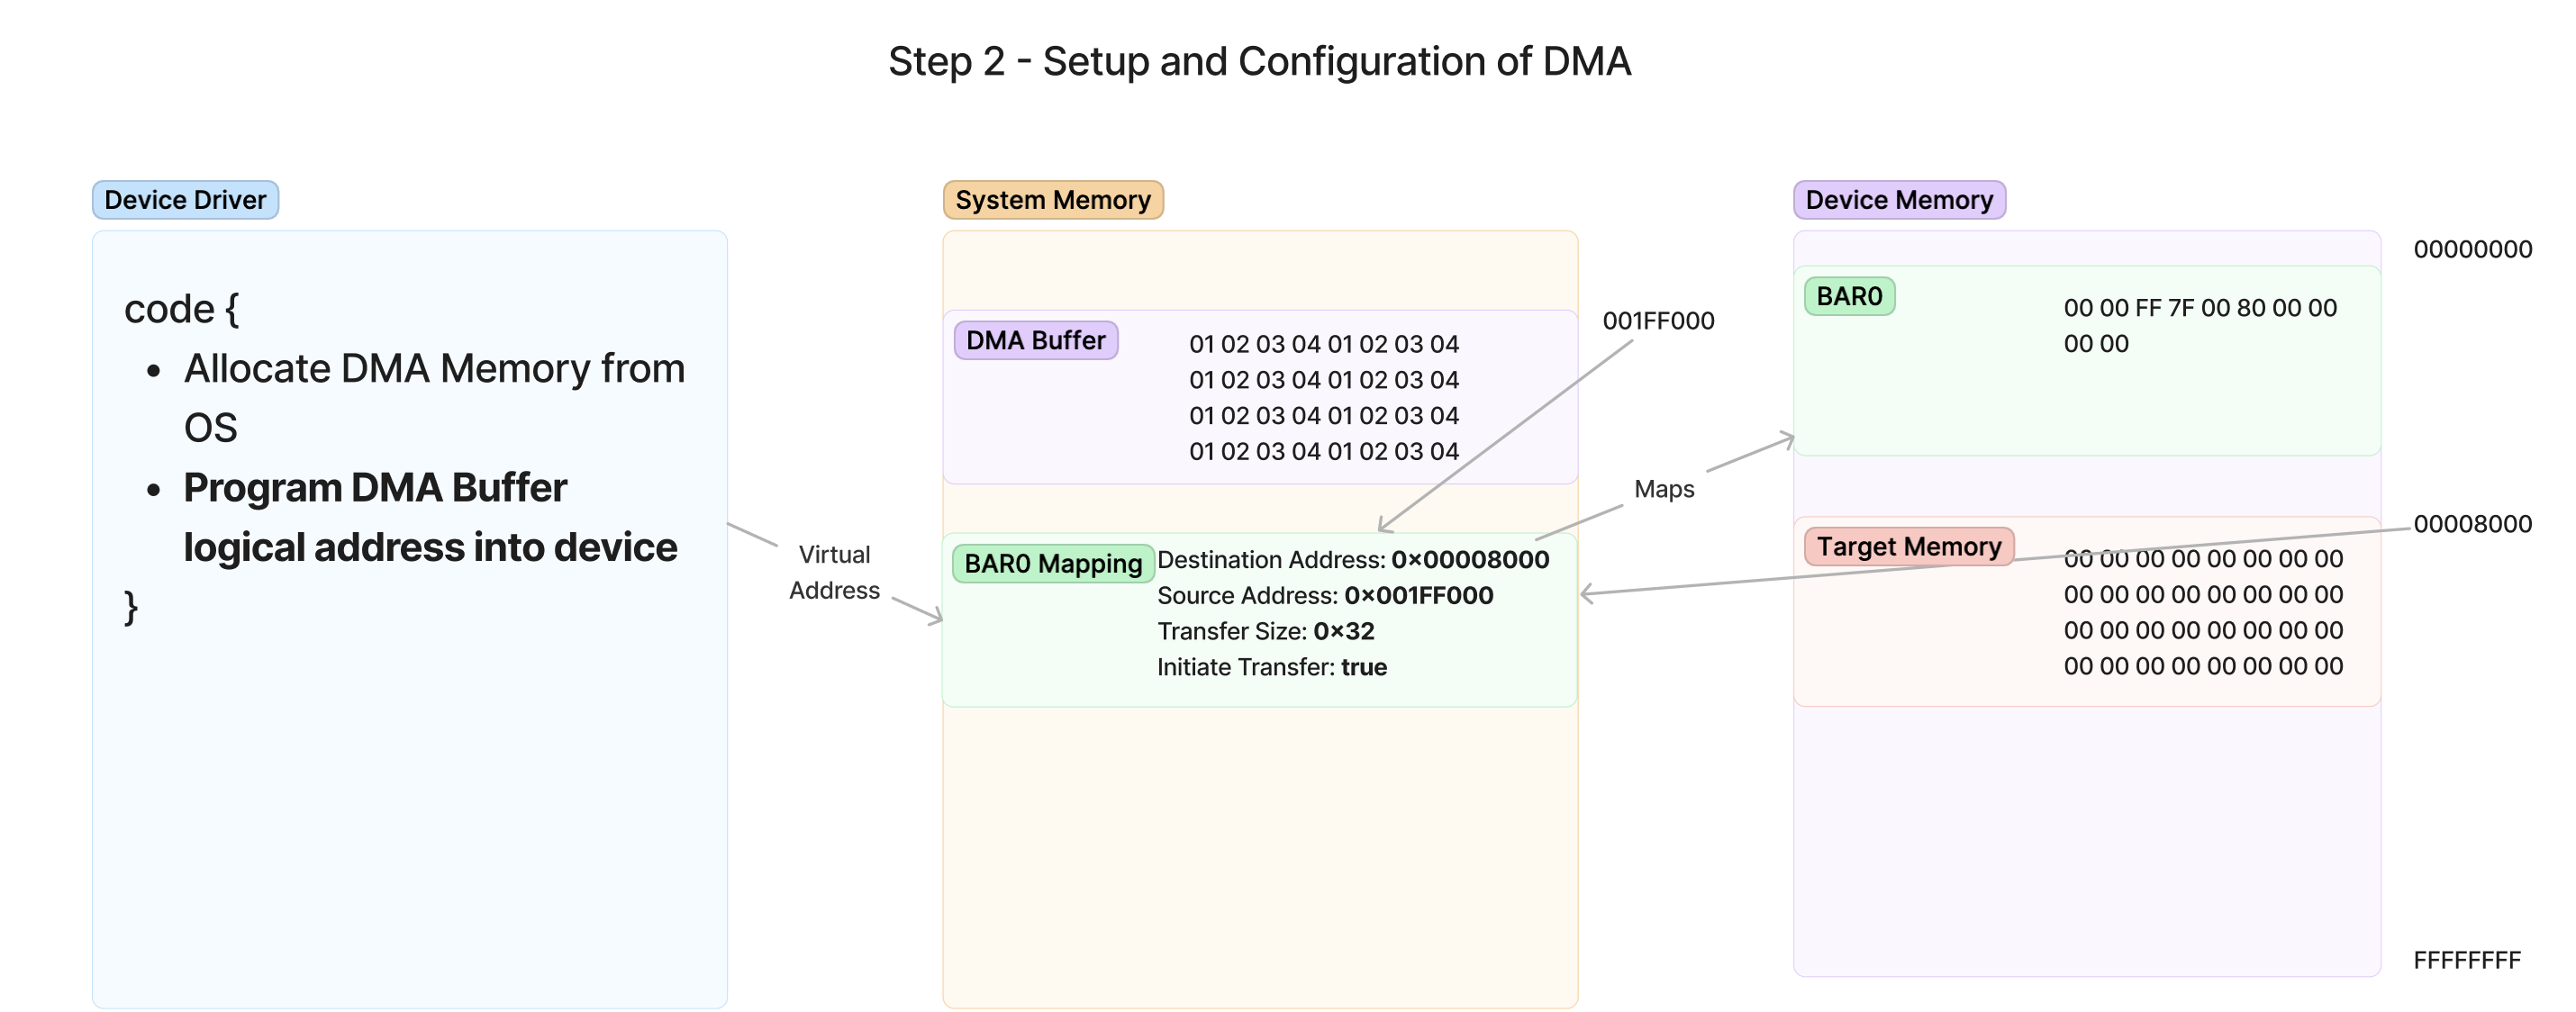 Step 2 - Setup and Configuration of DMA
Device Driver
code {
• Allocate DMA Memory from
OS
• Program DMA Buffer
logical address into device
}
Virtual
Address
System Memory
DMA Buffer
01 02 03 04 01 02 03 04
01 02 03 04 01 02 03 04
01 02 03 04 01 02 03 04
01 02 03 04 01 02 03 04
001FF000
BAR0 Mapping
Destination Address: 0x00008000
Source Address: 0x001FF000
Transfer Size: 0x32
Initiate Transfer: true
Maps
Device Memory
00000000
BAR0
00 00 FF 7F 00 80 00 00
00 00
00008000
Target Memory
00 00 00 00 00 00 00 00
00 00 00 00 00 00 00 00
00 00 00 00 00 00 00 00
00 00 00 00 00 00 00 00
FFFFFFFF